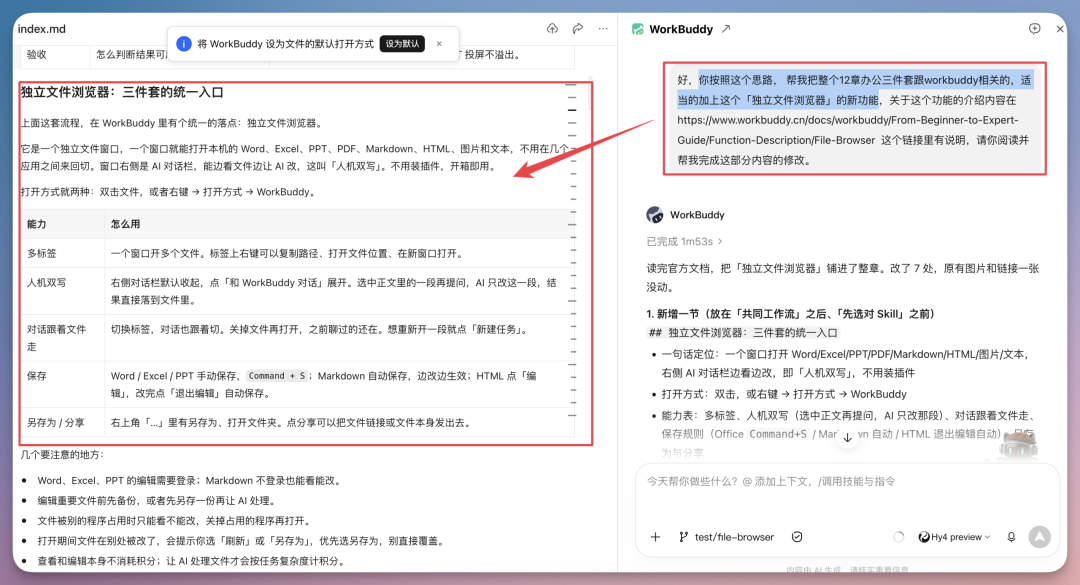 index.md
将 WorkBuddy 设为文件的默认打开方式 设为默认 ×
验收 怎么判断结果可 投屏不溢出。
独立文件浏览器：三件套的统一入口
上面这套流程，在 WorkBuddy 里有个统一的落点：独立文件浏览器。
它是一个独立文件窗口，一个窗口就能打开本机的 Word、Excel、PPT、PDF、Markdown、HTML、图片和文本，不用在几个
应用之间来回切。窗口右侧是 AI 对话栏，能边看文件边让 AI 改，这叫「人机双写」。不用装插件，开箱即用。
打开方式就两种：双击文件，或者右键 → 打开方式 → WorkBuddy。
能力 怎么用
多标签 一个窗口开多个文件。标签上右键可以复制路径、打开文件位置、在新窗口打开。
人机双写 右侧对话栏默认收起，点「和 WorkBuddy 对话」展开。选中正文里的一段再提问，AI 只改这一段，结
果直接落到文件里。
对话跟着文件 切换标签，对话也跟着切。关掉文件再打开，之前聊过的还在。想重新开一段就点「新建任务」。
走
保存 Word / Excel / PPT 手动保存，Command + S；Markdown 自动保存，边改边生效；HTML 点「编
辑」，改完点「退出编辑」自动保存。
另存为 / 分享 右上角「…」里有另存为、打开文件夹。点分享可以把文件链接或文件本身发出去。
几个要注意的地方：
• Word、Excel、PPT 的编辑需要登录；Markdown 不登录也能看能改。
• 编辑重要文件前先备份，或者先另存一份再让 AI 处理。
• 文件被别的程序占用时只能看不能改，关掉占用的程序再打开。
• 打开期间文件在别处被改了，会提示你选「刷新」或「另存为」，优先选另存为，别直接覆盖。
• 查看和编辑本身不消耗积分；让 AI 处理文件才会按任务复杂度计积分。
WorkBuddy
好，你按照这个思路， 帮我把整个12章办公三件套跟workbuddy相关的，适
当的加上这个「独立文件浏览器」的新功能，关于这个功能的介绍内容在
https://www.workbuddy.cn/docs/workbuddy/From-Beginner-to-Expert-
Guide/Function-Description/File-Browser 这个链接里有说明，请你阅读并
帮我完成这部分内容的修改。
WorkBuddy
已完成 1m53s >
读完官方文档，把「独立文件浏览器」铺进了整章。改了 7 处，原有图片和链接一张
没动。
1. 新增一节（放在「共同工作流」之后、「先选对 Skill」之前）
## 独立文件浏览器：三件套的统一入口
• 一句话定位：一个窗口打开 Word/Excel/PPT/PDF/Markdown/HTML/图片/文本，
右侧 AI 对话栏边看边改，即「人机双写」，不用装插件
• 打开方式：双击，或右键 → 打开方式 → WorkBuddy
• 能力表：多标签、人机双写（选中正文再提问，AI 只改那段）、对话跟着文件走、
保存规则（Office Command+S / Mar wn 自动 / HTML 退出编辑自动）、另存
为与分享
今天帮你做些什么？@ 添加上下文，/调用技能与指令
test/file-browser Hy4 preview
内容由 AI 生成，请核实重要信息